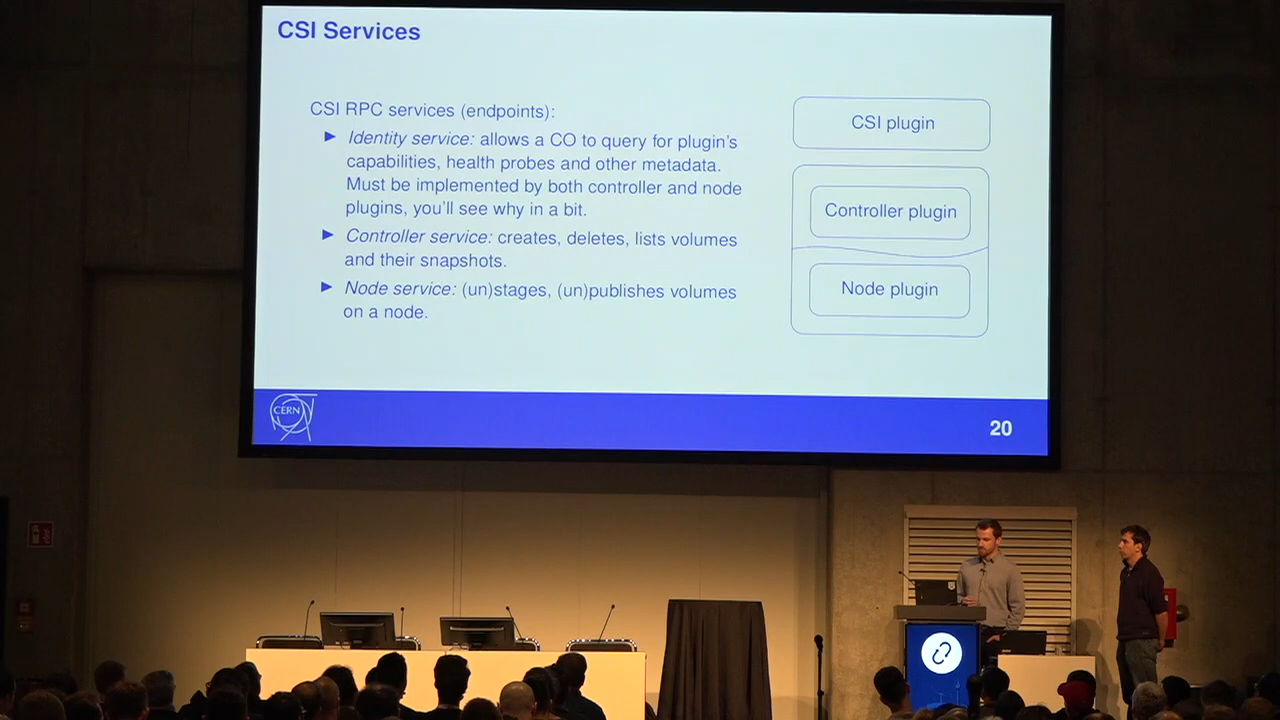 CSI Services
CSI RPC services (endpoints):
Identity service: allows a CO to query for plugin's
capabilities, health probes and other metadata.
Must be implemented by both controller and node
plugins, you'll see why in a bit.
Controller service: creates, deletes, lists volumes
and their snapshots.
Node service: (un)stages, (un)publishes volumes
on a node.
CSI plugin
Controller plugin
Node plugin
CERN
20